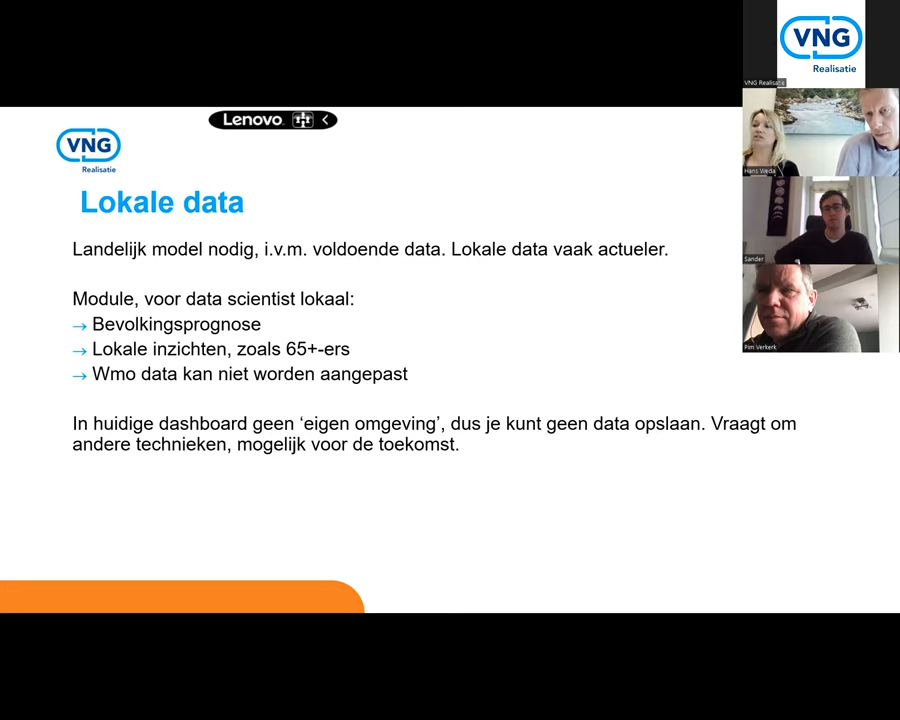 VNG
Realisatie
VNG Realisatie
Lenovo
VNG
Realisatie
Hans Weda
Lokale data
Sander
Landelijk model nodig, i.v.m. voldoende data. Lokale data vaak actueler.
Module, voor data scientist lokaal:
→ Bevolkingsprognose
→ Lokale inzichten, zoals 65+-ers
Pim Verkerk
→ Wmo data kan niet worden aangepast
In huidige dashboard geen ‘eigen omgeving’, dus je kunt geen data opslaan. Vraagt om
andere technieken, mogelijk voor de toekomst.